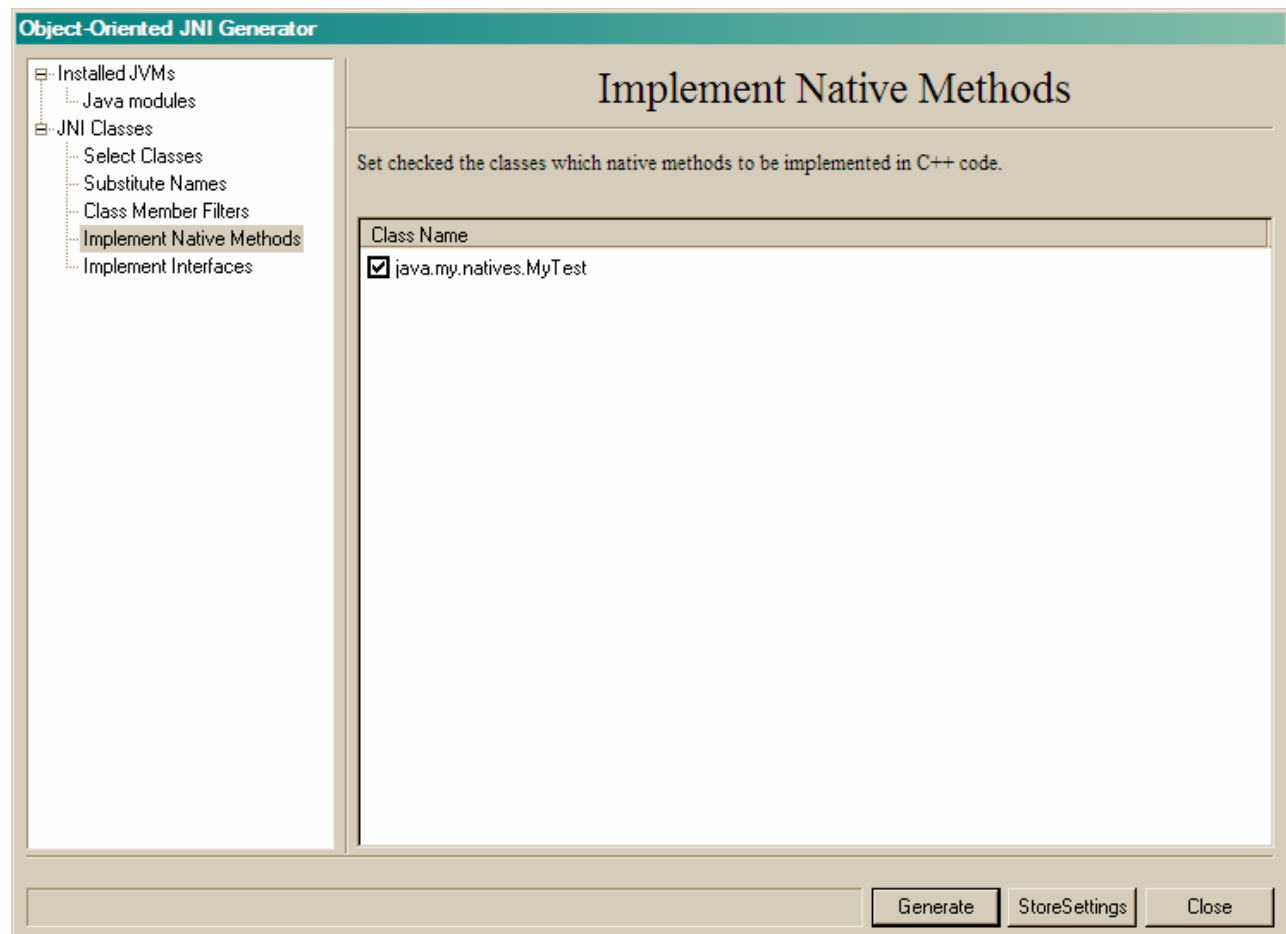 Object-Oriented JNI Generator
Installed JVMs
Java modules
JNI Classes
Select Classes
Substitute Names
Class Member Filters
Implement Native Methods
Implement Interfaces
Implement Native Methods
Set checked the classes which native methods to be implemented in C++ code.
Class Name
java.my.natives.MyTest
Generate
StoreSettings
Close